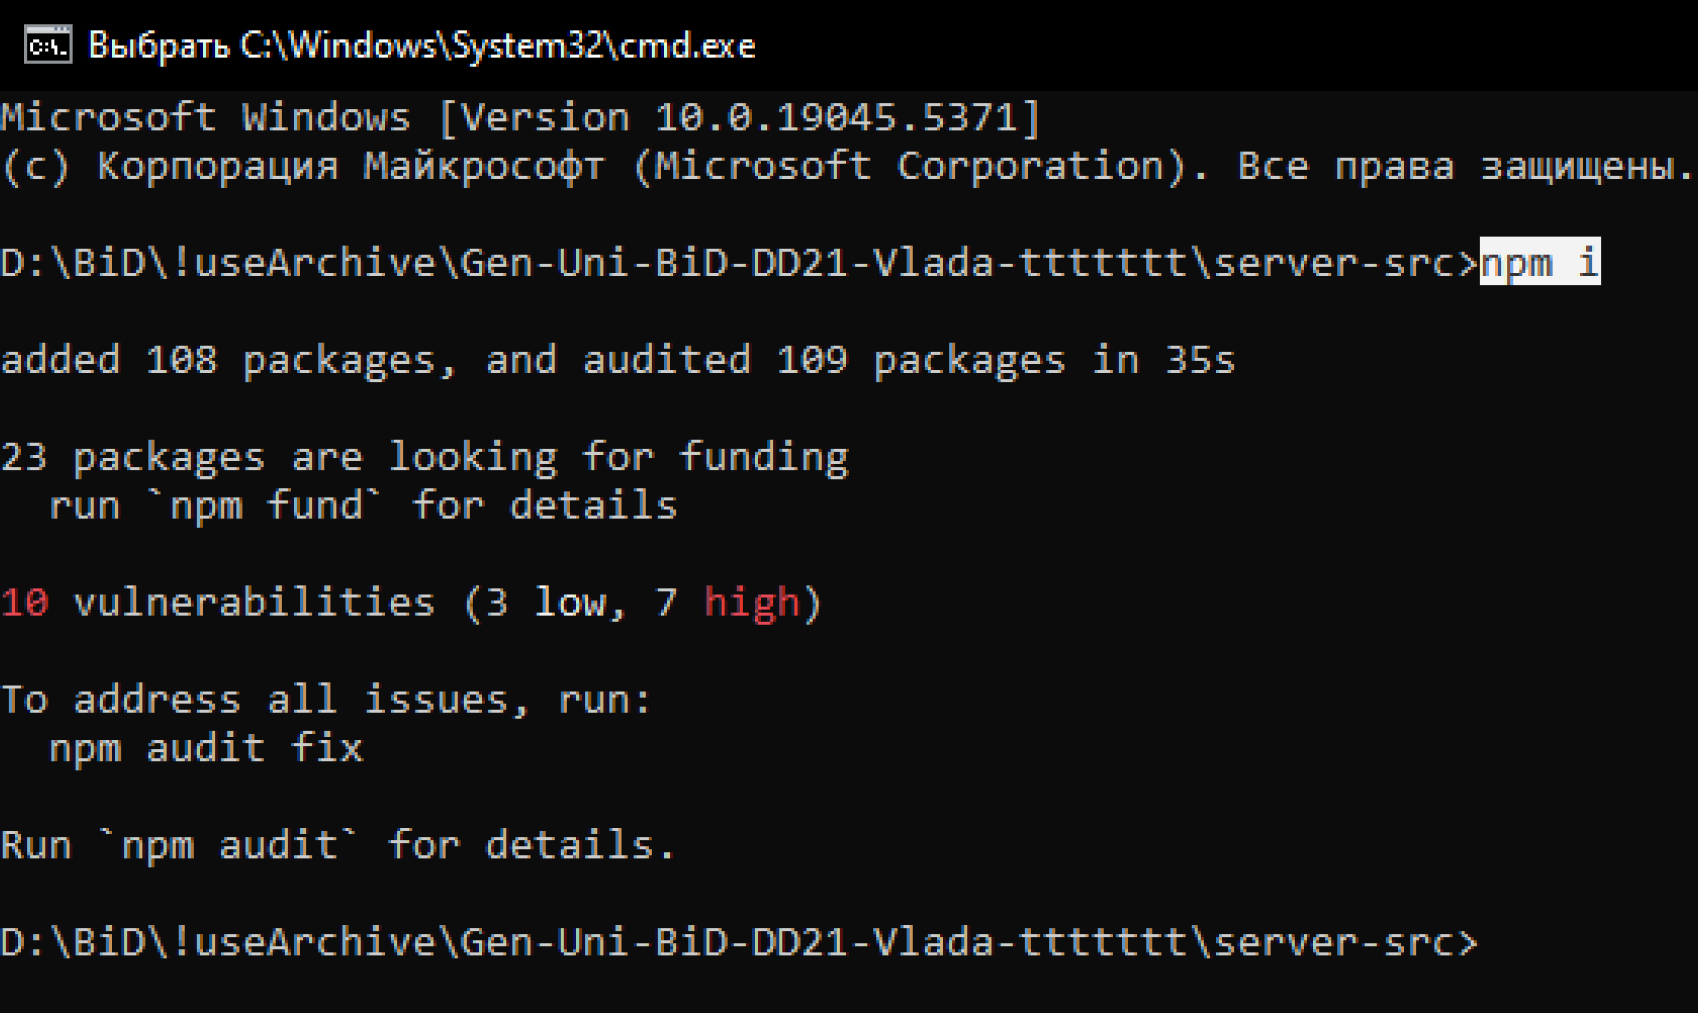 C:\. Выбрать C:\Windows\System32\cmd.exe
Microsoft Windows [Version 10.0.19045.5371]
(c) Корпорация Майкрософт (Microsoft Corporation). Все права защищены.
D:\BiD\!useArchive\Gen-Uni-BiD-DD21-Vlada-ttttttt\server-src>npm i
added 108 packages, and audited 109 packages in 35s
23 packages are looking for funding
run `npm fund` for details
10 vulnerabilities (3 low, 7 high)
To address all issues, run:
npm audit fix
Run `npm audit` for details.
D:\BiD\!useArchive\Gen-Uni-BiD-DD21-Vlada-ttttttt\server-src>